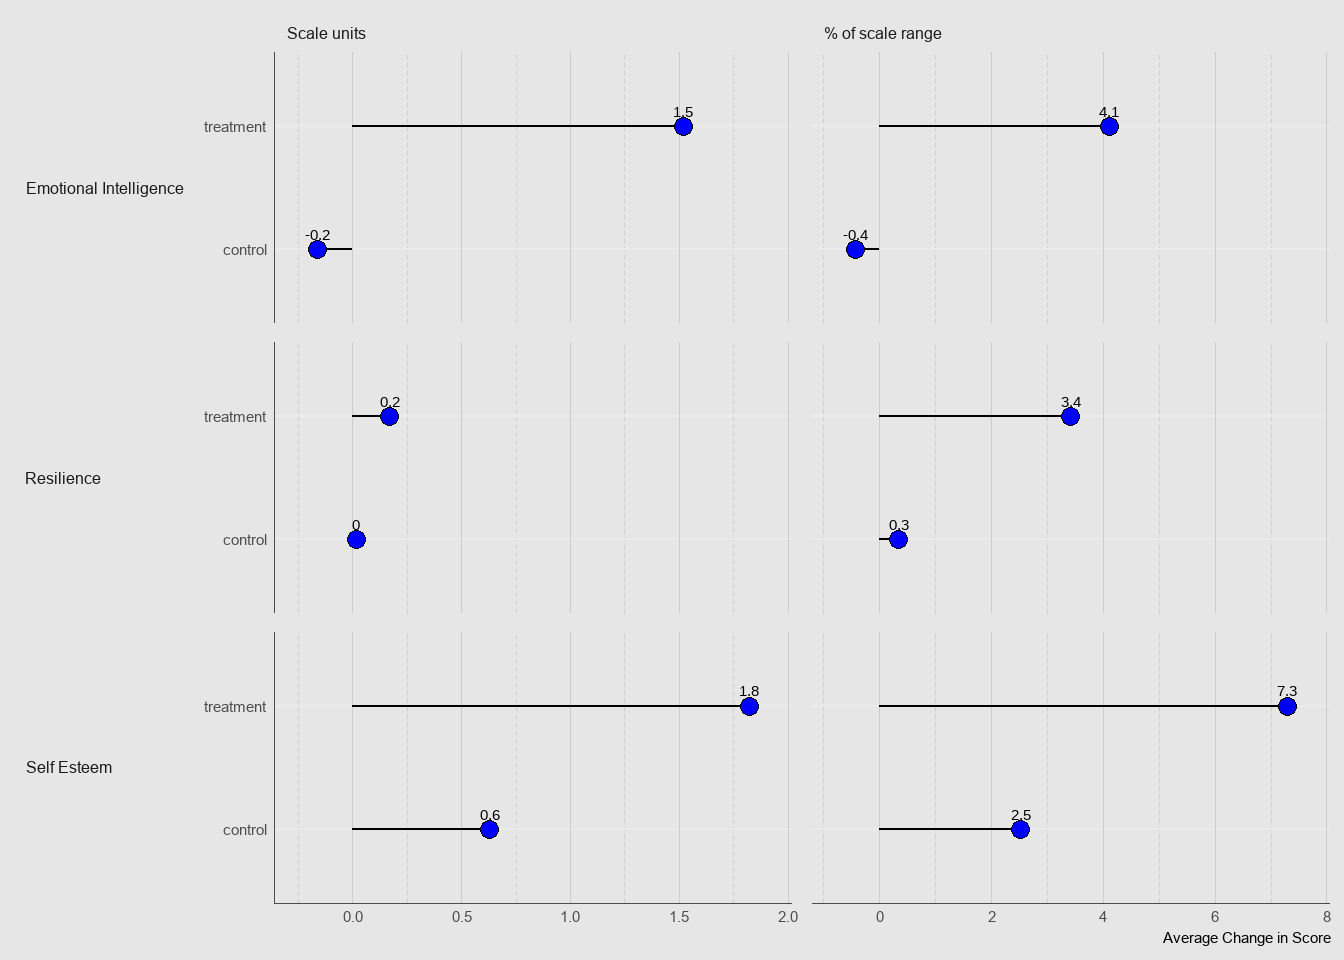 Scale units
% of scale range
1.5
4.1
treatment
Emotional Intelligence
-0.2
-0.4
control
0.2
3.4
treatment
Resilience
0
0.3
control
1.8
7.3
treatment
Self Esteem
0.6
2.5
control
0.0 0.5 1.0 1.5 2.0
0 2 4 6 8
Average Change in Score